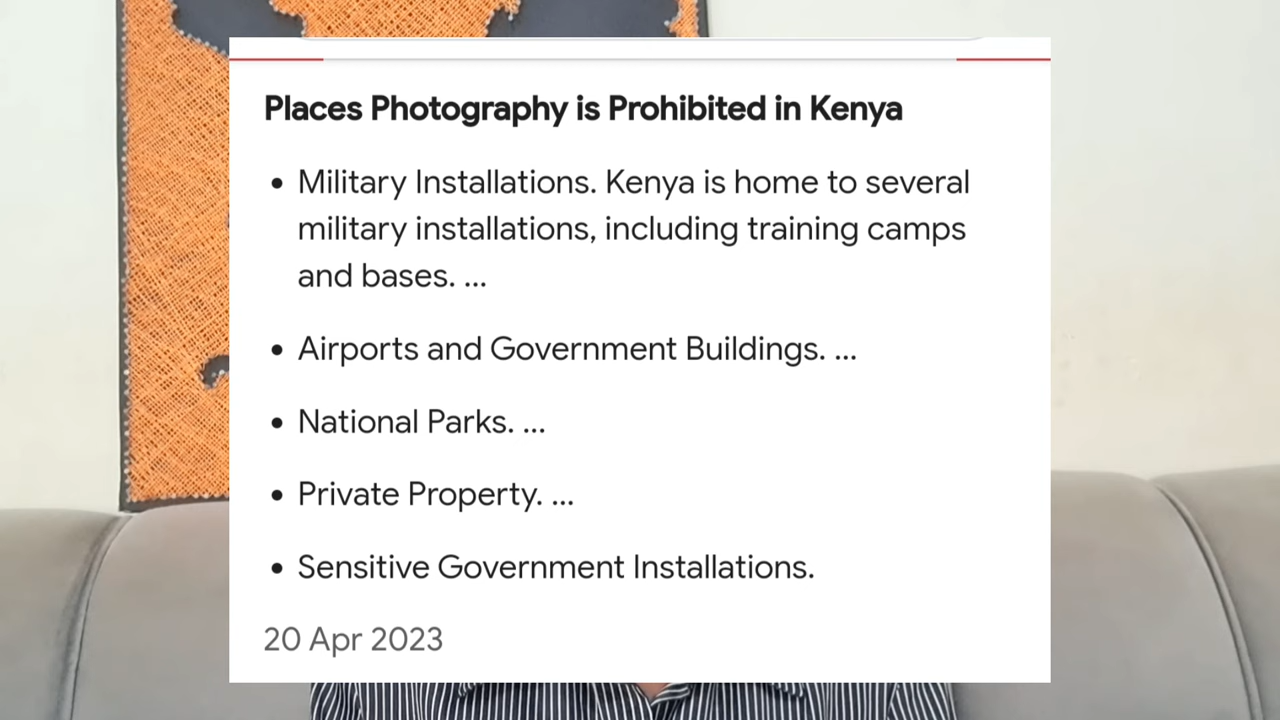 Places Photography is Prohibited in Kenya
• Military Installations. Kenya is home to several
military installations, including training camps
and bases. ...
• Airports and Government Buildings. ...
• National Parks. ...
• Private Property. ...
• Sensitive Government Installations.
20 Apr 2023